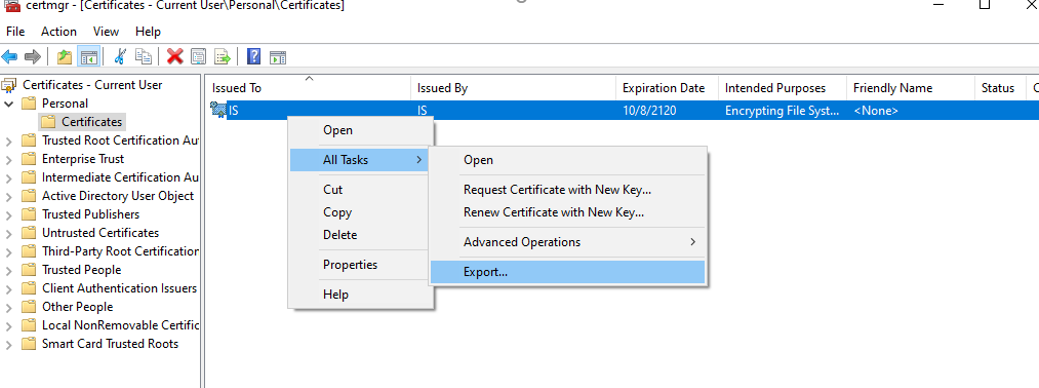 certmgr - [Certificates - Current User\Personal\Certificates]
File Action View Help
Certificates - Current User
Personal
Certificates
Trusted Root Certification Au
Enterprise Trust
Intermediate Certification Au
Active Directory User Object
Trusted Publishers
Untrusted Certificates
Third-Party Root Certification
Trusted People
Client Authentication Issuers
Other People
Local NonRemovable Certific
Smart Card Trusted Roots
Issued To Issued By Expiration Date Intended Purposes Friendly Name Status
IS IS 10/8/2120 Encrypting File Syst... <None>
Open
All Tasks
Cut
Copy
Delete
Properties
Help
Open
Request Certificate with New Key...
Renew Certificate with New Key...
Advanced Operations
Export...